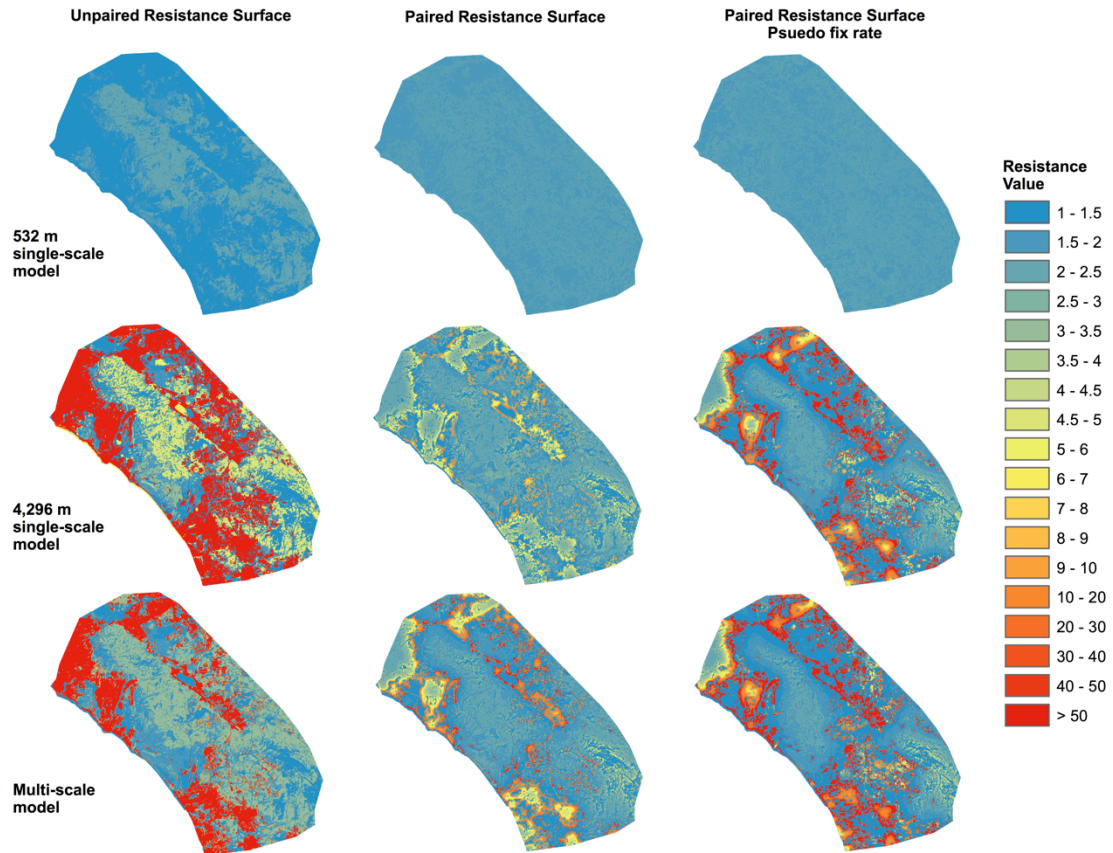 Unpaired Resistance Surface
Paired Resistance Surface
Paired Resistance Surface
Psuedo fix rate
532 m
single-scale
model
4,296 m
single-scale
model
Multi-scale
model
Resistance
Value
1 - 1.5
1.5 - 2
2 - 2.5
2.5 - 3
3 - 3.5
3.5 - 4
4 - 4.5
4.5 - 5
5 - 6
6 - 7
7 - 8
8 - 9
9 - 10
10 - 20
20 - 30
30 - 40
40 - 50
> 50